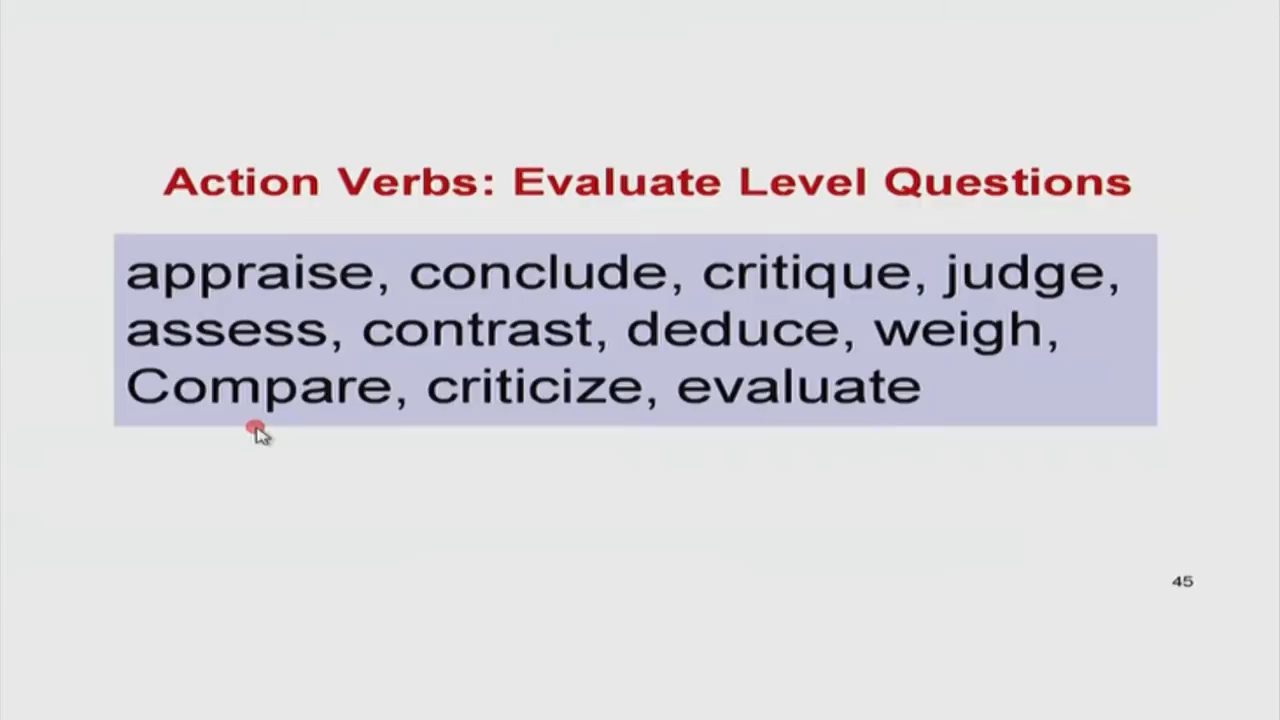 Action Verbs: Evaluate Level Questions
appraise, conclude, critique, judge,
assess, contrast, deduce, weigh,
Compare, criticize, evaluate
45